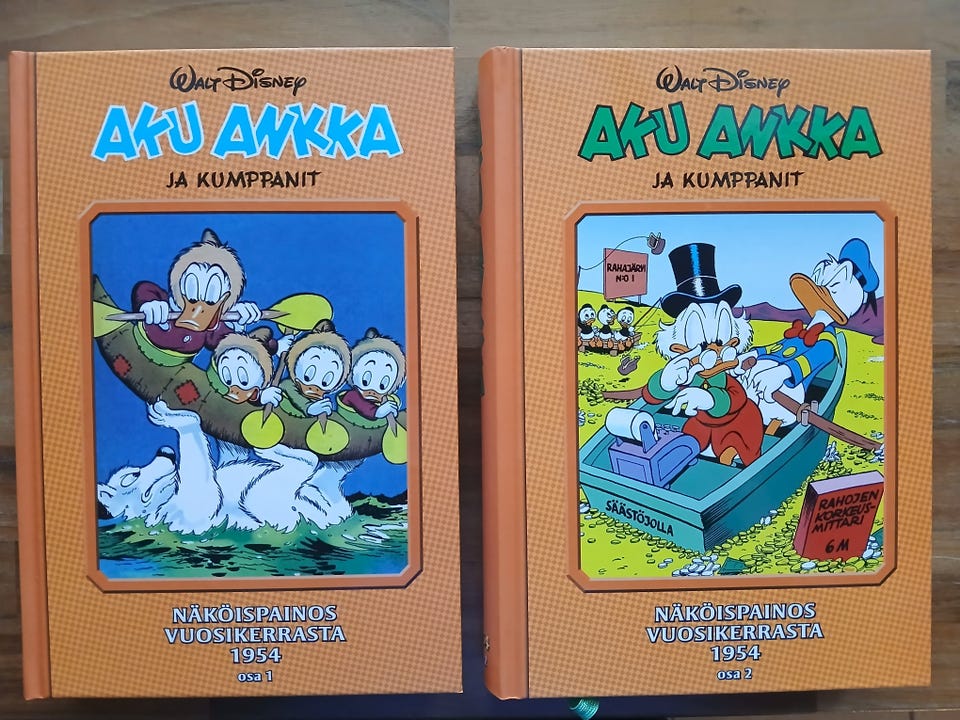 WALT DISNEY
AKU ANKKA
JA KUMPPANIT
NÄKÖISPAINOS
VUOSIKERRASTA
1954
osa 1
WALT DISNEY
AKU ANKKA
JA KUMPPANIT
RAHAJÄRVI
N:O 1
SÄÄSTÖJOLLA
RAHOJEN
KORKEUS-
MITTARI
6 M
NÄKÖISPAINOS
VUOSIKERRASTA
1954
osa 2